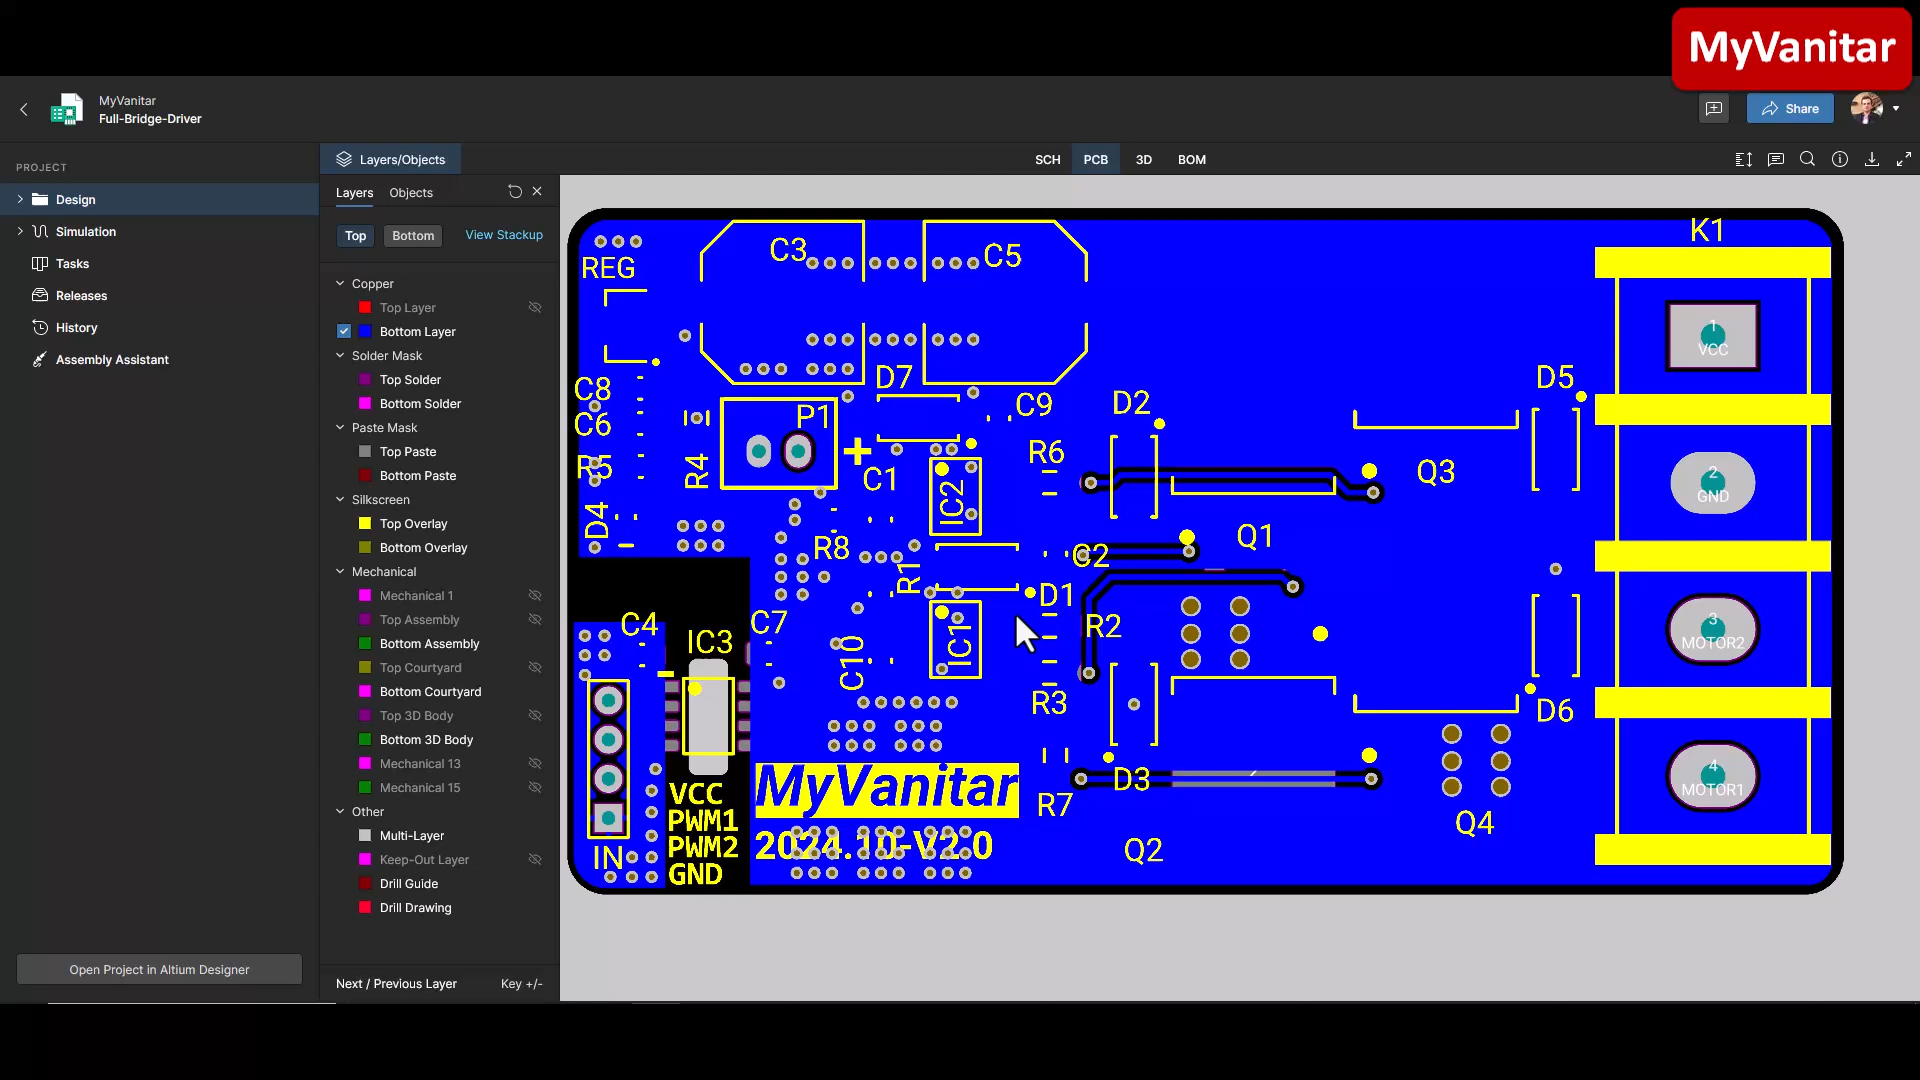 MyVanitar
MyVanitar
Full-Bridge-Driver
Share
PROJECT
Design
Simulation
Tasks
Releases
History
Assembly Assistant
Open Project in Altium Designer
Layers/Objects
SCH PCB 3D BOM
Layers Objects
Top Bottom View Stackup
Copper
Top Layer
Bottom Layer
Solder Mask
Top Solder
Bottom Solder
Paste Mask
Top Paste
Bottom Paste
Silkscreen
Top Overlay
Bottom Overlay
Mechanical
Mechanical 1
Top Assembly
Bottom Assembly
Top Courtyard
Bottom Courtyard
Top 3D Body
Bottom 3D Body
Mechanical 13
Mechanical 15
Other
Multi-Layer
Keep-Out Layer
Drill Guide
Drill Drawing
Next / Previous Layer Key +/-
K1
C3
C5
REG
1
VCC
D7
D5
C8
C9
D2
P1
+
C6
R6
R5
R4
C1
Q3
2
GND
IC2
D4
R8
Q1
C2
R1
D1
C4
C7
R2
3
MOTOR2
IC3
IC1
C10
R3
D6
4
MOTOR1
D3
MyVanitar
R7
Q4
VCC
PWM1
PWM2
GND
2024.10-V2.0
Q2
IN